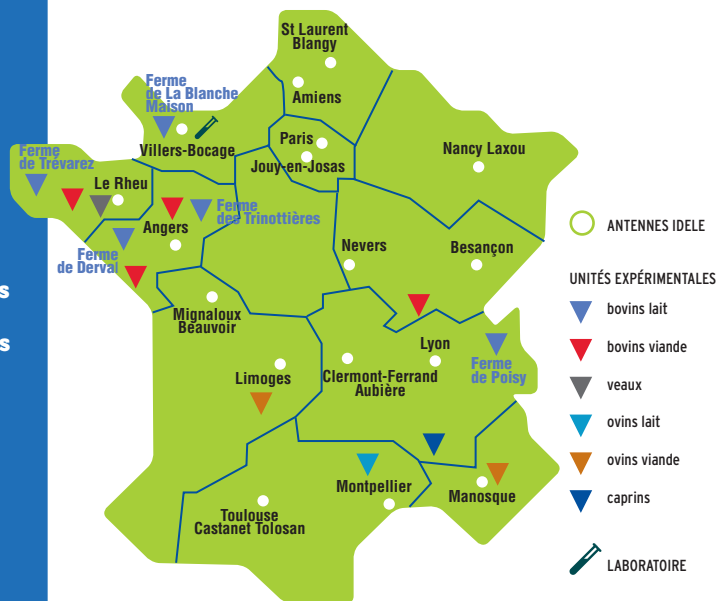 St Laurent
Blangy
Amiens
Ferme
de La Blanche
Maison
Villers-Bocage
Paris
Jouy-en-Josas
Nancy Laxou
Ferme
de Trévarez
Le Rheu
Ferme
des Trinottières
Angers
Ferme
de Derval
Nevers
Besançon
Mignaloux
Beauvoir
Lyon
Ferme
de Poisy
Limoges
Clermont-Ferrand
Aubière
Montpellier
Manosque
Toulouse
Castanet Tolosan
s
s
ANTENNES IDELE
UNITÉS EXPÉRIMENTALES
bovins lait
bovins viande
veaux
ovins lait
ovins viande
caprins
LABORATOIRE